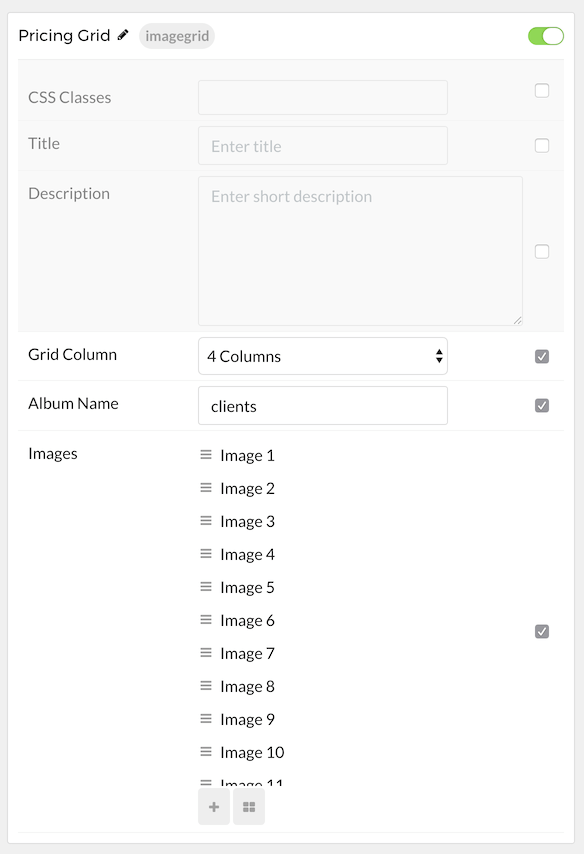 Pricing Grid imagegrid
CSS Classes
Title Enter title
Description Enter short description
Grid Column 4 Columns
Album Name clients
Images Image 1
Image 2
Image 3
Image 4
Image 5
Image 6
Image 7
Image 8
Image 9
Image 10
Image 11